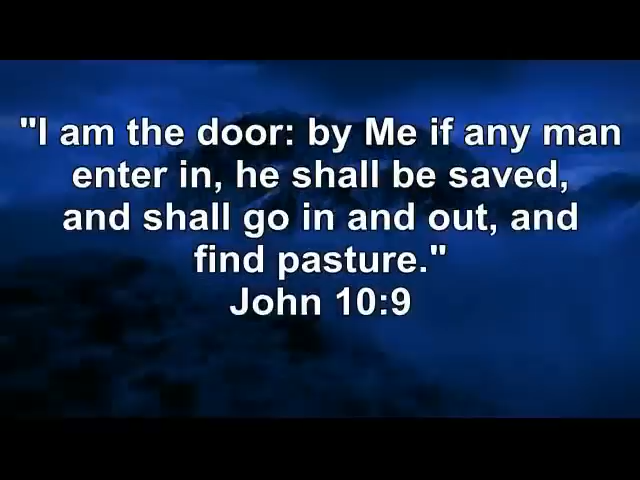 "I am the door: by Me if any man
enter in, he shall be saved,
and shall go in and out, and
find pasture."
John 10:9